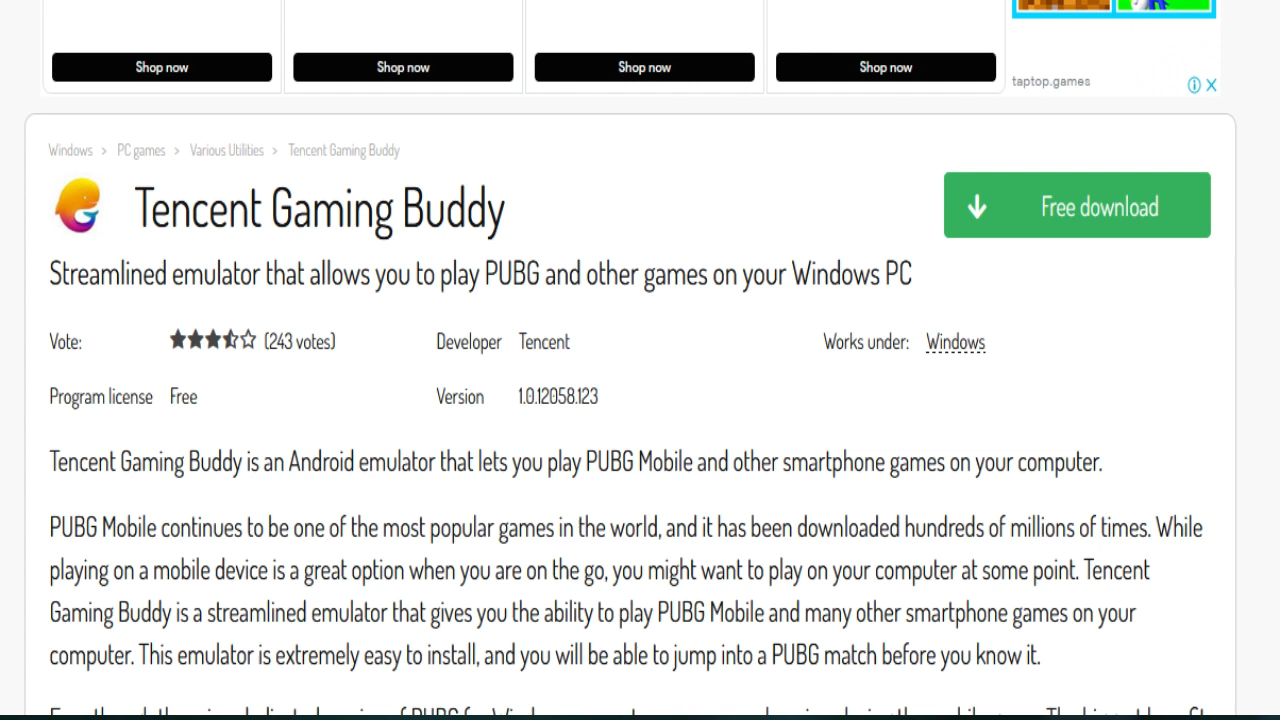 Shop now
Shop now
Shop now
Shop now
taptop.games
Windows > PC games > Various Utilities > Tencent Gaming Buddy
Tencent Gaming Buddy
Free download
Streamlined emulator that allows you to play PUBG and other games on your Windows PC
Vote: (243 votes) Developer Tencent Works under: Windows
Program license Free Version 1.0.12058.123
Tencent Gaming Buddy is an Android emulator that lets you play PUBG Mobile and other smartphone games on your computer.
PUBG Mobile continues to be one of the most popular games in the world, and it has been downloaded hundreds of millions of times. While
playing on a mobile device is a great option when you are on the go, you might want to play on your computer at some point. Tencent
Gaming Buddy is a streamlined emulator that gives you the ability to play PUBG Mobile and many other smartphone games on your
computer. This emulator is extremely easy to install, and you will be able to jump into a PUBG match before you know it.